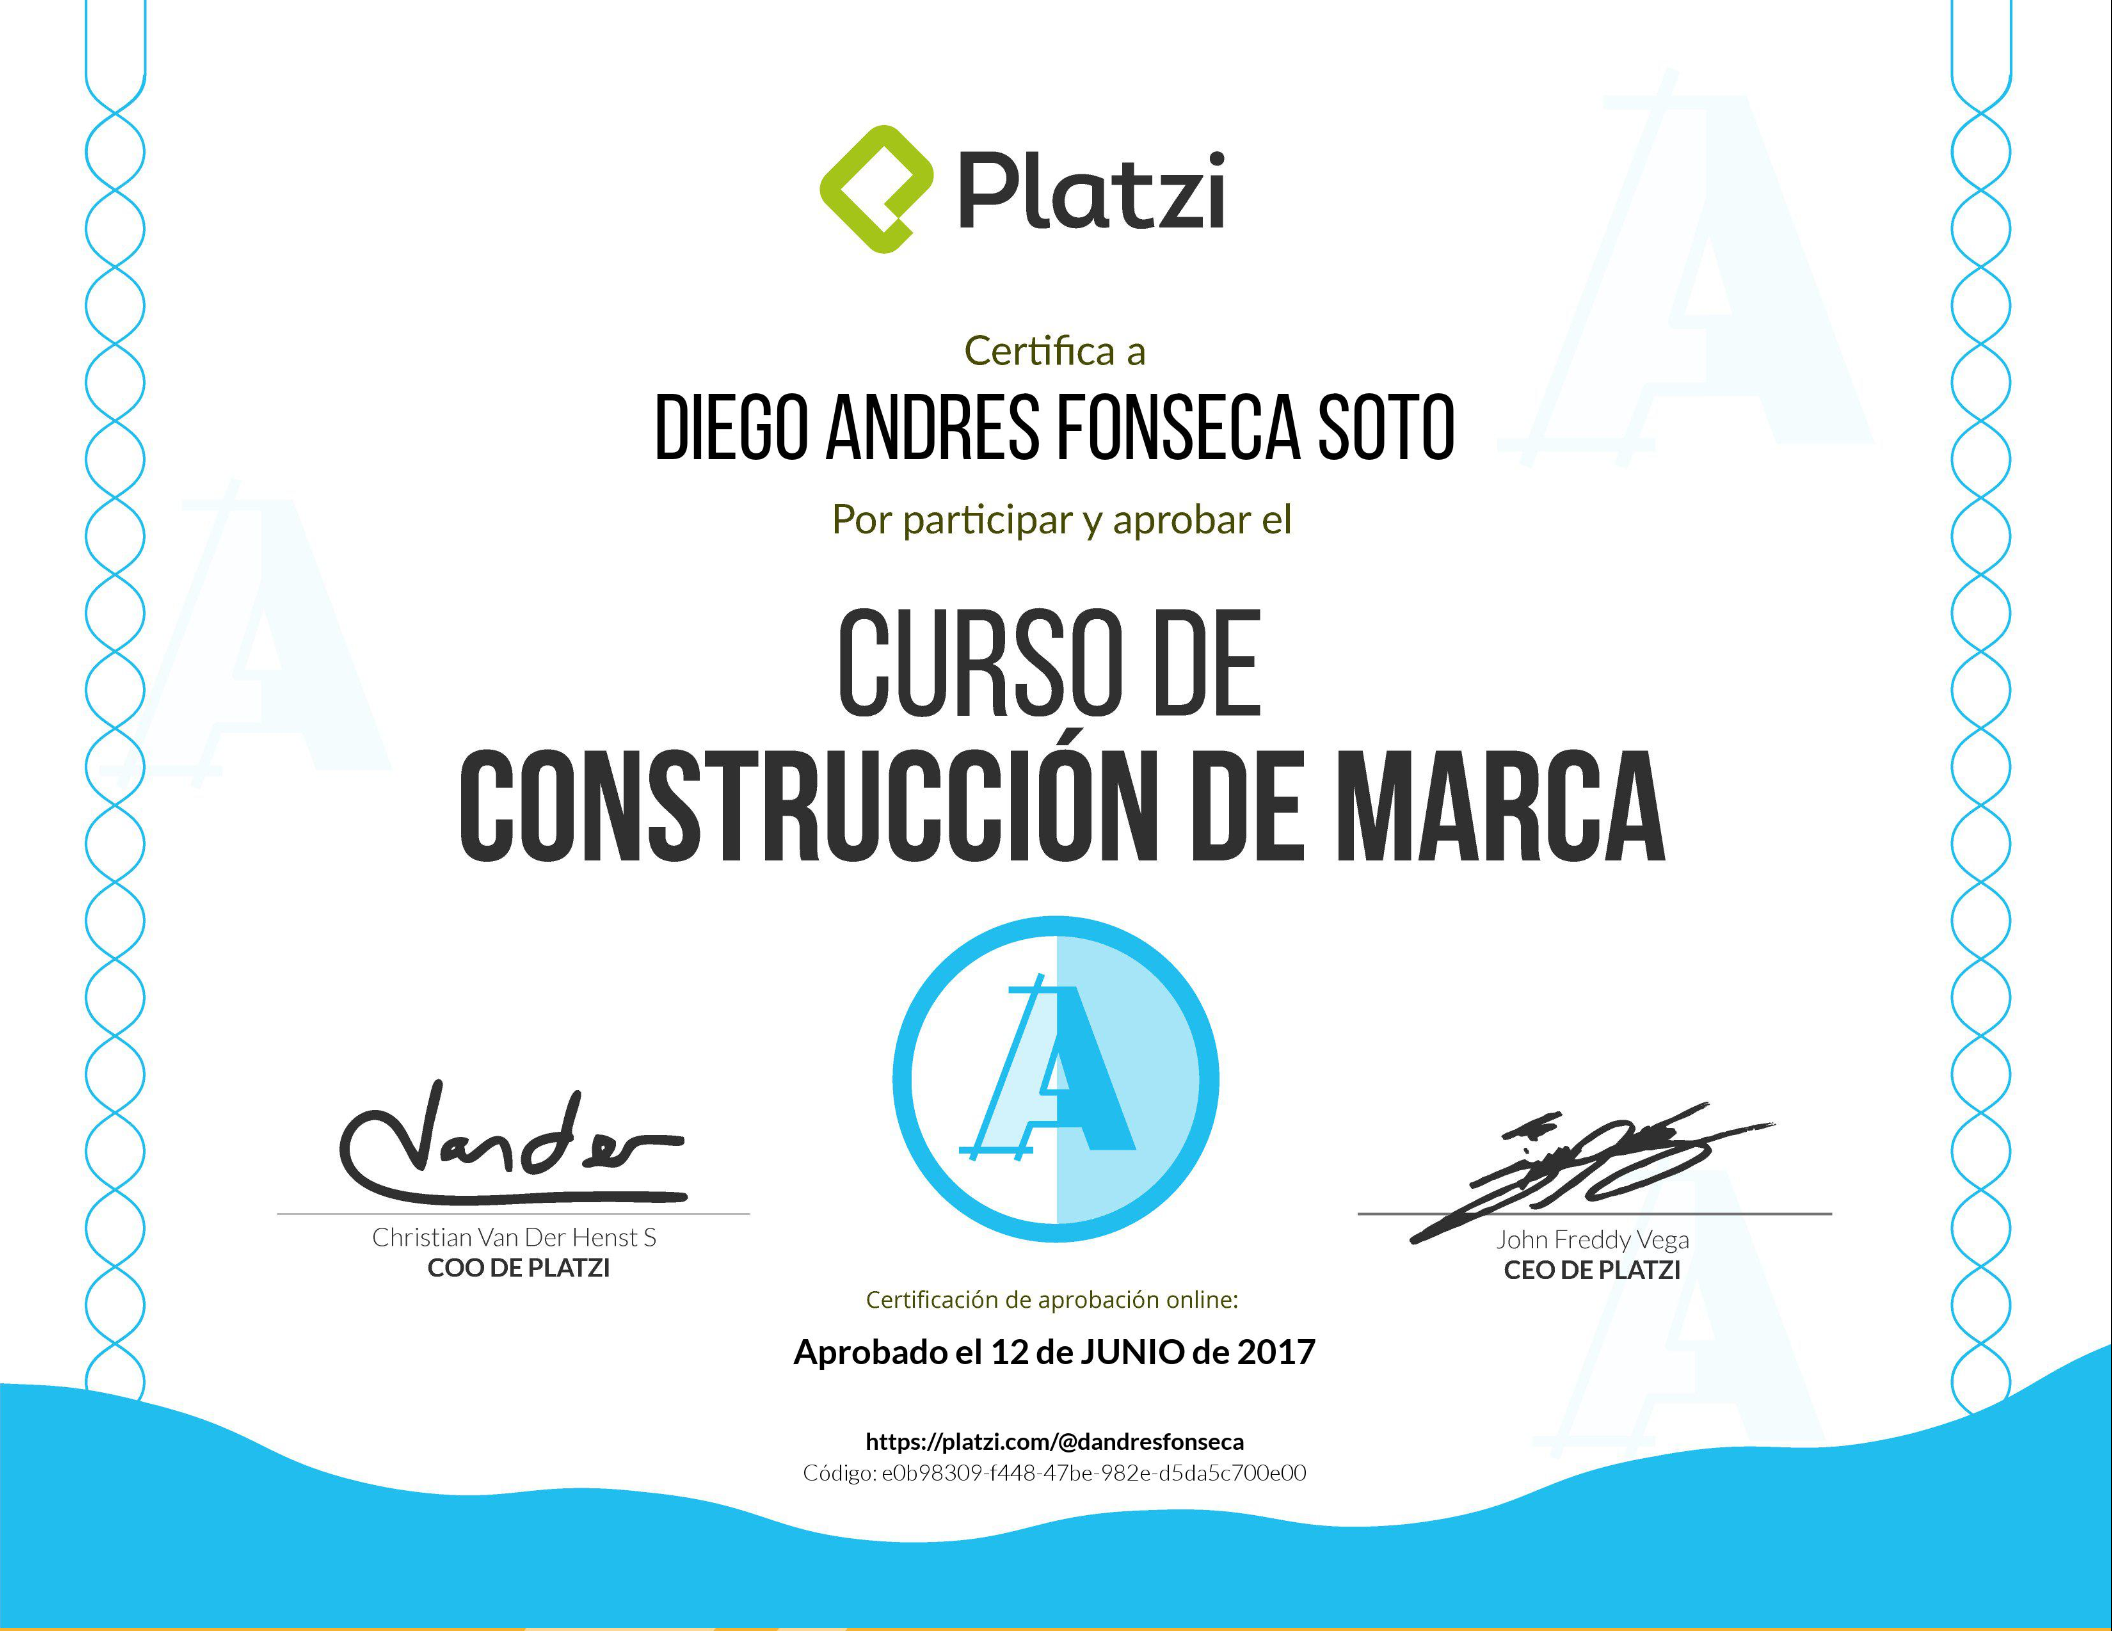 Platzi
Certifica a
DIEGO ANDRES FONSECA SOTO
Por participar y aprobar el
CURSO DE
CONSTRUCCIÓN DE MARCA
A
Vander
Christian Van Der Henst S
COO DE PLATZI
John Freddy Vega
CEO DE PLATZI
Certificación de aprobación online:
Aprobado el 12 de JUNIO de 2017
https://platzi.com/@dandresfonseca
Código: e0b98309-f448-47be-982e-d5da5c700e00